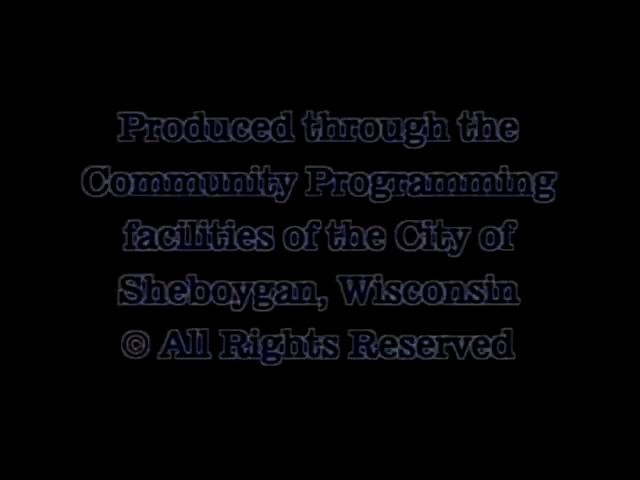 Produced through the
Community Programming
facilities of the City of
Sheboygan, Wisconsin
© All Rights Reserved